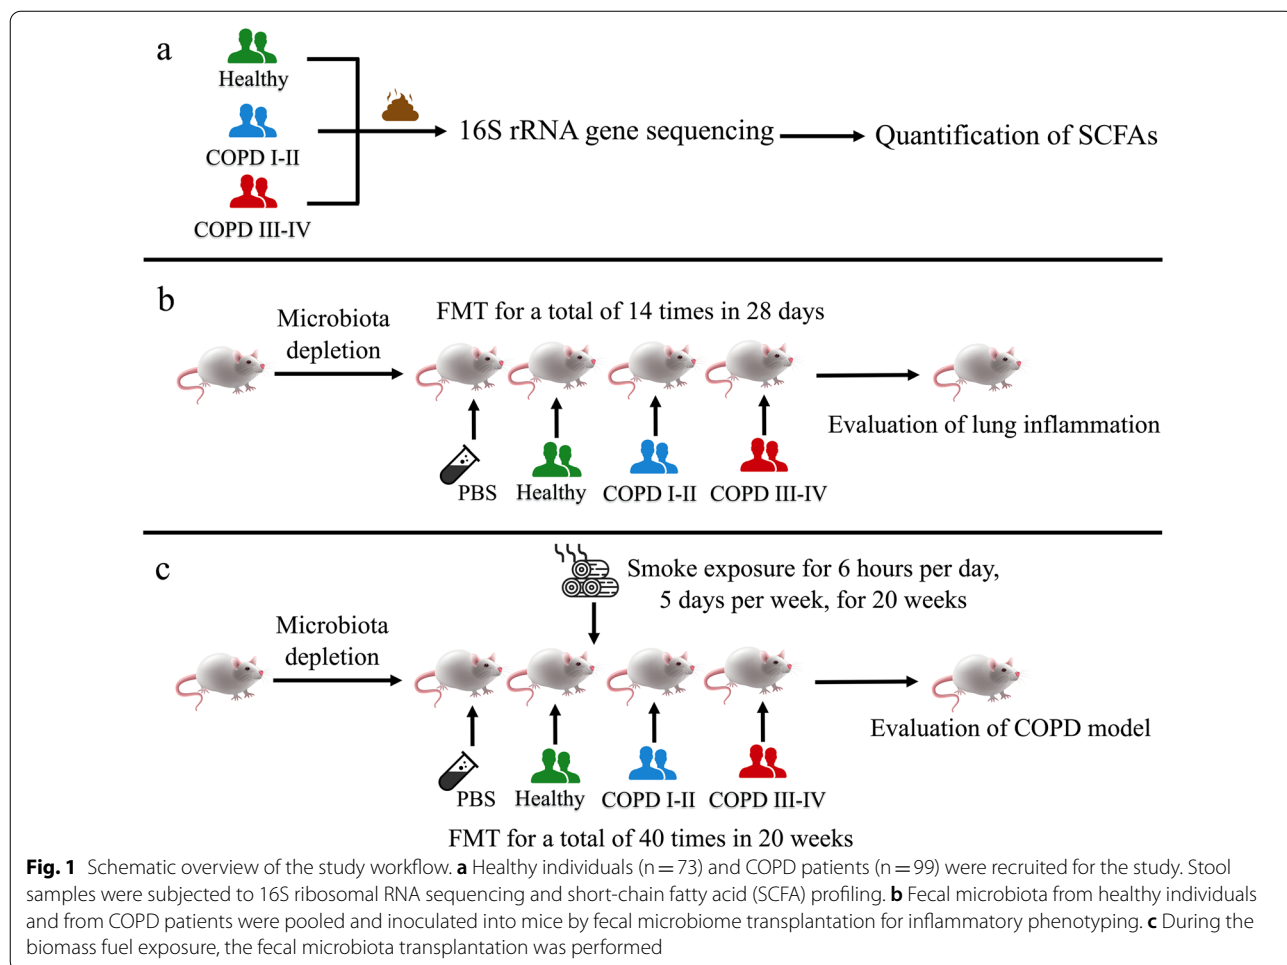 a
Healthy
COPD I-II
COPD III-IV
16S rRNA gene sequencing
Quantification of SCFAs
b
Microbiota
depletion
FMT for a total of 14 times in 28 days
PBS
Healthy
COPD I-II
COPD III-IV
Evaluation of lung inflammation
c
Smoke exposure for 6 hours per day,
5 days per week, for 20 weeks
Microbiota
depletion
PBS
Healthy
COPD I-II
COPD III-IV
Evaluation of COPD model
FMT for a total of 40 times in 20 weeks
Fig. 1 Schematic overview of the study workflow. a Healthy individuals (n = 73) and COPD patients (n = 99) were recruited for the study. Stool
samples were subjected to 16S ribosomal RNA sequencing and short-chain fatty acid (SCFA) profiling. b Fecal microbiota from healthy individuals
and from COPD patients were pooled and inoculated into mice by fecal microbiome transplantation for inflammatory phenotyping. c During the
biomass fuel exposure, the fecal microbiota transplantation was performed